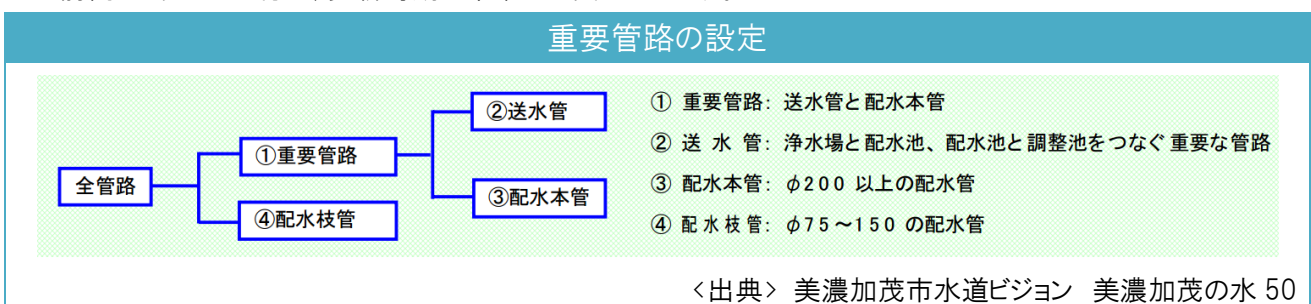 重要管路の設定
全管路
①重要管路
④配水枝管
②送水管
③配水本管
① 重要管路: 送水管と配水本管
② 送水管: 浄水場と配水池、配水池と調整池をつなぐ重要な管路
③ 配水本管: φ200 以上の配水管
④ 配水枝管: φ75～150 の配水管
<出典> 美濃加茂市水道ビジョン 美濃加茂の水 50